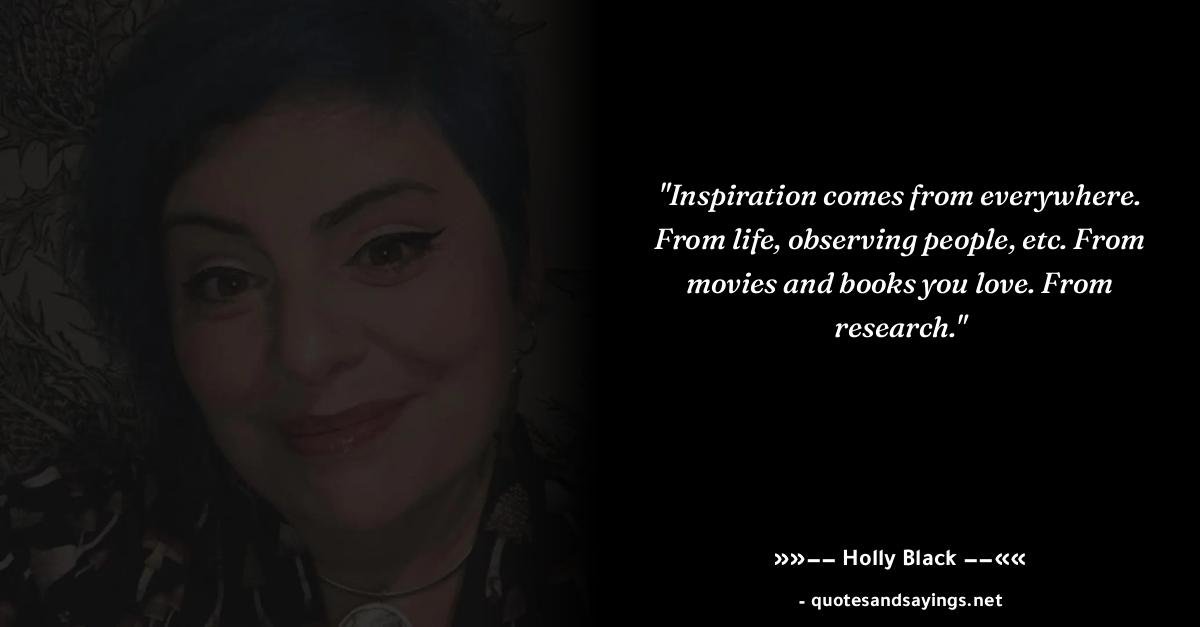 "Inspiration comes from everywhere.
From life, observing people, etc. From
movies and books you love. From
research."
»»—— Holly Black ——««
- quotesandsayings.net